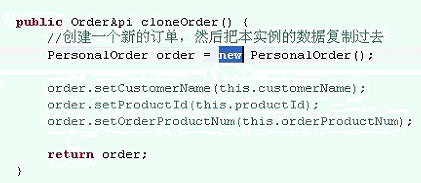 public OrderApi cloneOrder() {
//创建一个新的订单，然后把本实例的数据复制过去
PersonalOrder order = new PersonalOrder();
order.setCustomerName(this.customerName);
order.setProductId(this.productId);
order.setOrderProductNum(this.orderProductNum);
return order;
}